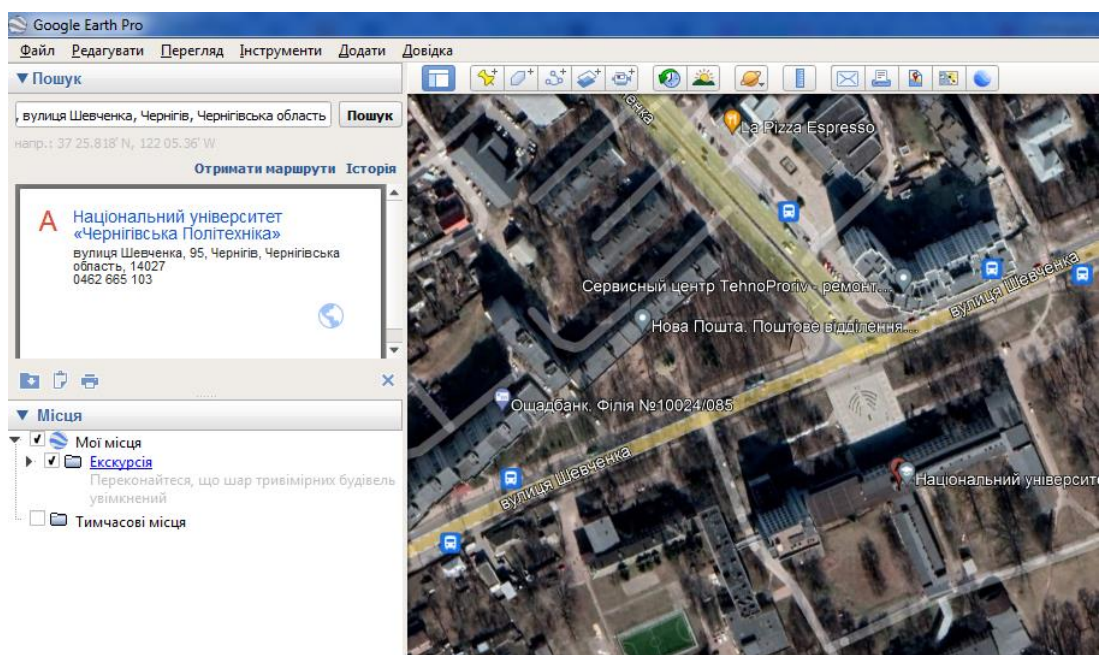 Google Earth Pro
Файл Редагувати Перегляд Інструменти Додати Довідка
Пошук
, вулиця Шевченка, Чернігів, Чернігівська область Пошук
напр.: 37 25.818' N, 122 05.36' W
Отримати маршрути Історія
A
Національний університет
«Чернігівська Політехніка»
вулиця Шевченка, 95, Чернігів, Чернігівська
область, 14027
0462 665 103
Місця
Мої місця
Екскурсія
Переконайтеся, що шар тривимірних будівель
увімкнений
Тимчасові місця
La Pizza Espresso
Сервисный центр TehnoProriv - ремонт...
вулиця Шевченка
Нова Пошта. Поштове відділення...
Ощадбанк. Філія №10024/085
вулиця Шевченка
Національний університе